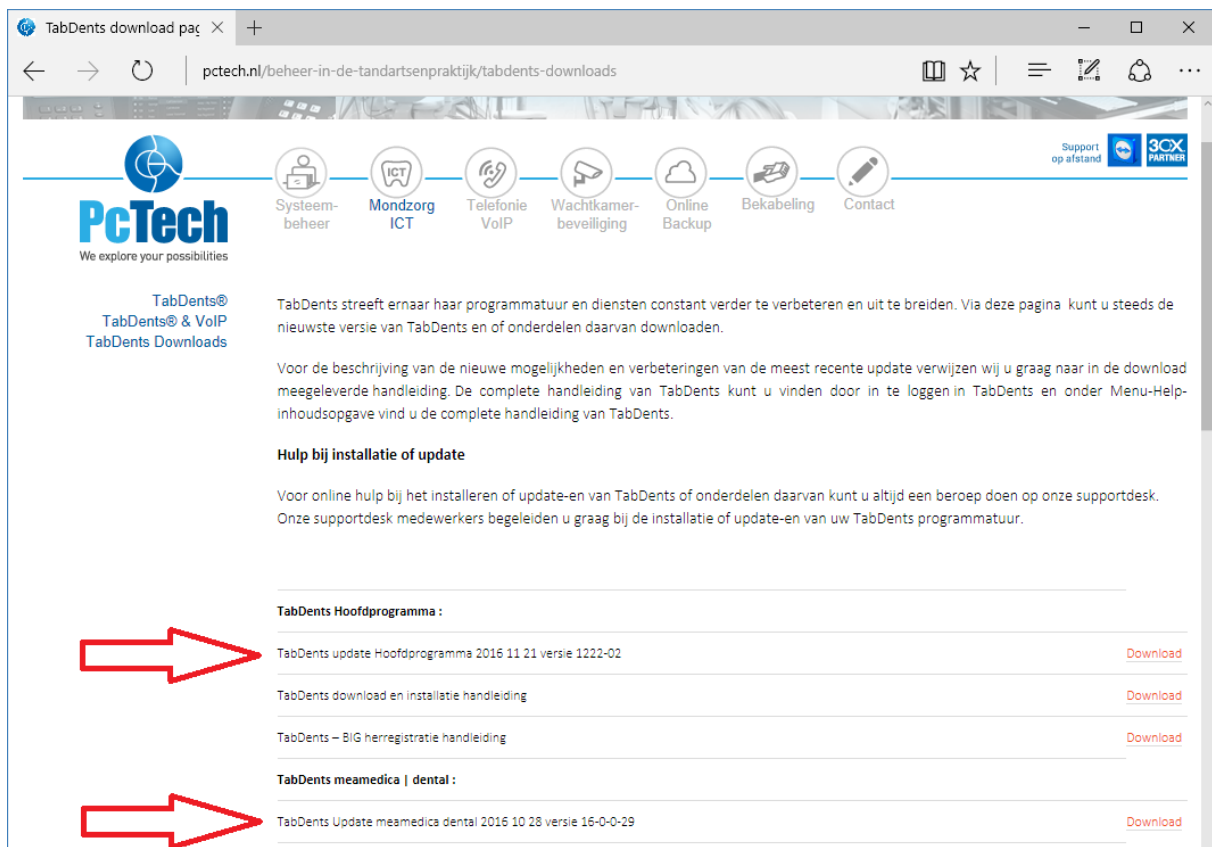 TabDents download pag
pctech.nl/beheer-in-de-tandartsenpraktijk/tabdents-downloads
Support
op afstand
3CX
PARTNER
ICT
Systeem-
beheer
Mondzorg
ICT
Telefonie
VoIP
Wachtkamer-
beveiliging
Online
Backup
Bekabeling
Contact
PcTech
We explore your possibilities
TabDents®
TabDents® & VoIP
TabDents Downloads
TabDents streeft ernaar haar programmatuur en diensten constant verder te verbeteren en uit te breiden. Via deze pagina kunt u steeds de
nieuwste versie van TabDents en of onderdelen daarvan downloaden.
Voor de beschrijving van de nieuwe mogelijkheden en verbeteringen van de meest recente update verwijzen wij u graag naar in de download
meegeleverde handleiding. De complete handleiding van TabDents kunt u vinden door in te loggen in TabDents en onder Menu-Help-
inhoudsopgave vind u de complete handleiding van TabDents.
Hulp bij installatie of update
Voor online hulp bij het installeren of update-en van TabDents of onderdelen daarvan kunt u altijd een beroep doen op onze supportdesk.
Onze supportdesk medewerkers begeleiden u graag bij de installatie of update-en van uw TabDents programmatuur.
TabDents Hoofdprogramma :
TabDents update Hoofdprogramma 2016 11 21 versie 1222-02 Download
TabDents download en installatie handleiding Download
TabDents – BIG herregistratie handleiding Download
TabDents meamedica | dental :
TabDents Update meamedica dental 2016 10 28 versie 16-0-0-29 Download